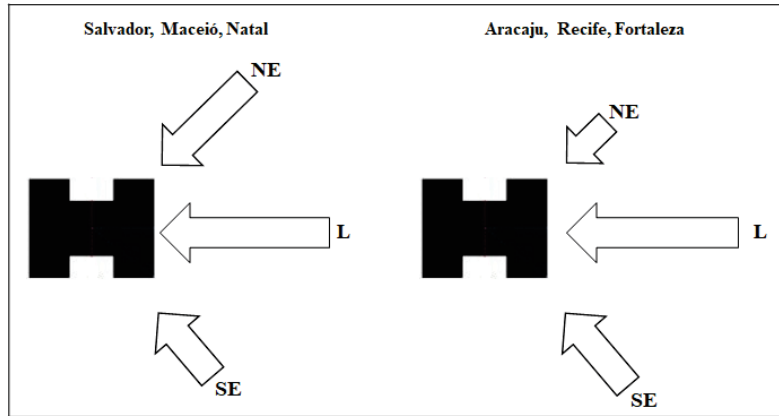 Salvador, Maceió, Natal
NE
L
SE
Aracaju, Recife, Fortaleza
NE
L
SE